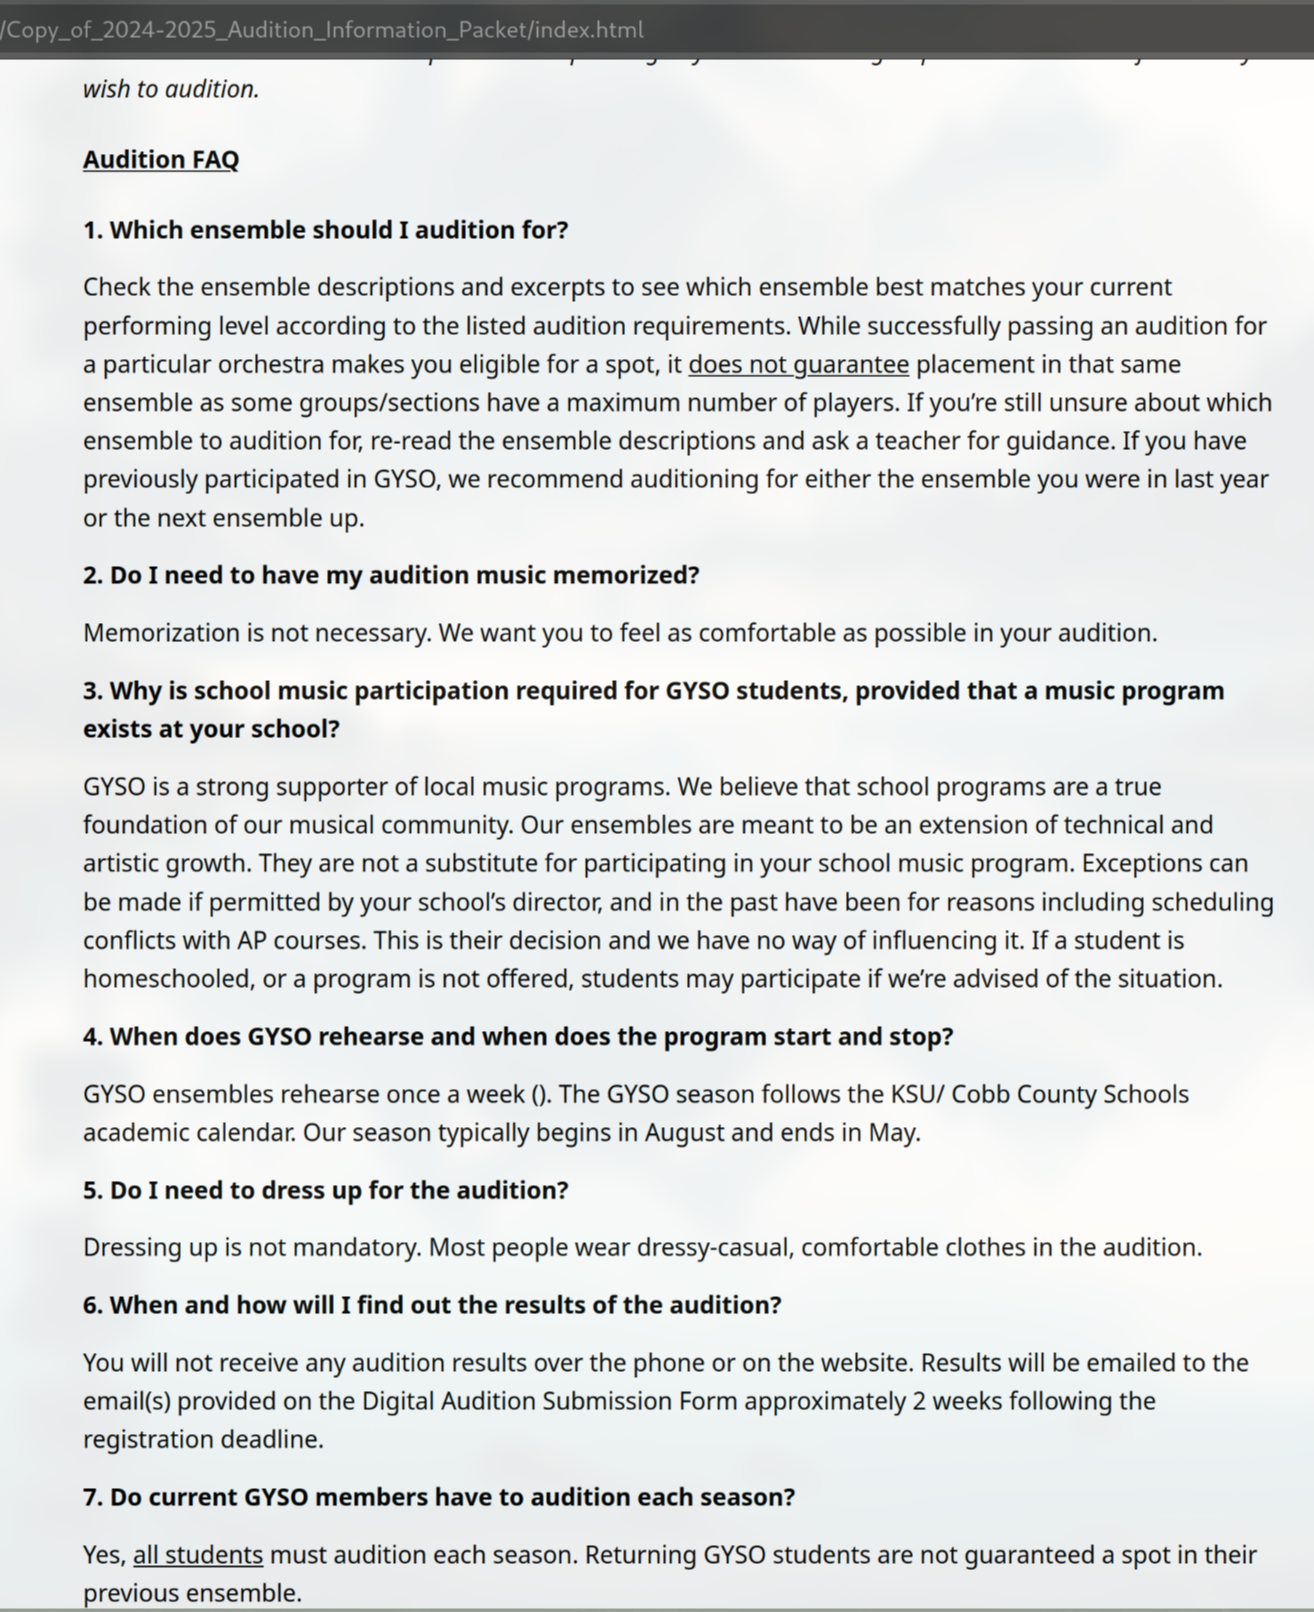 /Copy_of_2024-2025_Audition_Information_Packet/index.html
wish to audition.
Audition FAQ
1. Which ensemble should I audition for?
Check the ensemble descriptions and excerpts to see which ensemble best matches your current
performing level according to the listed audition requirements. While successfully passing an audition for
a particular orchestra makes you eligible for a spot, it does not guarantee placement in that same
ensemble as some groups/sections have a maximum number of players. If you’re still unsure about which
ensemble to audition for, re-read the ensemble descriptions and ask a teacher for guidance. If you have
previously participated in GYSO, we recommend auditioning for either the ensemble you were in last year
or the next ensemble up.
2. Do I need to have my audition music memorized?
Memorization is not necessary. We want you to feel as comfortable as possible in your audition.
3. Why is school music participation required for GYSO students, provided that a music program
exists at your school?
GYSO is a strong supporter of local music programs. We believe that school programs are a true
foundation of our musical community. Our ensembles are meant to be an extension of technical and
artistic growth. They are not a substitute for participating in your school music program. Exceptions can
be made if permitted by your school’s director, and in the past have been for reasons including scheduling
conflicts with AP courses. This is their decision and we have no way of influencing it. If a student is
homeschooled, or a program is not offered, students may participate if we’re advised of the situation.
4. When does GYSO rehearse and when does the program start and stop?
GYSO ensembles rehearse once a week (). The GYSO season follows the KSU/ Cobb County Schools
academic calendar. Our season typically begins in August and ends in May.
5. Do I need to dress up for the audition?
Dressing up is not mandatory. Most people wear dressy-casual, comfortable clothes in the audition.
6. When and how will I find out the results of the audition?
You will not receive any audition results over the phone or on the website. Results will be emailed to the
email(s) provided on the Digital Audition Submission Form approximately 2 weeks following the
registration deadline.
7. Do current GYSO members have to audition each season?
Yes, all students must audition each season. Returning GYSO students are not guaranteed a spot in their
previous ensemble.